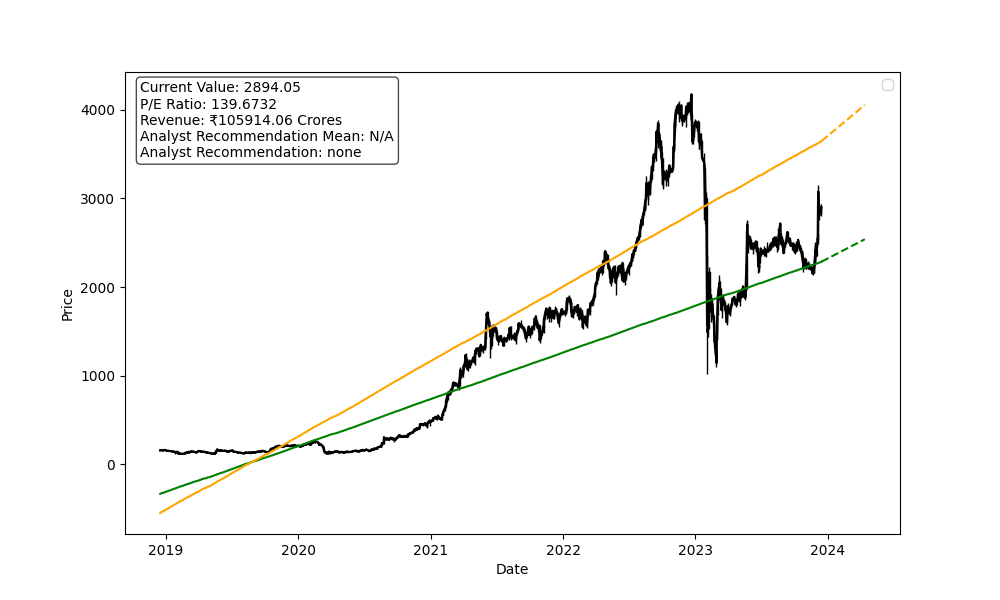 Current Value: 2894.05
P/E Ratio: 139.6732
Revenue: ₹105914.06 Crores
Analyst Recommendation Mean: N/A
Analyst Recommendation: none
4000
3000
2000
1000
0
Price
2019 2020 2021 2022 2023 2024
Date